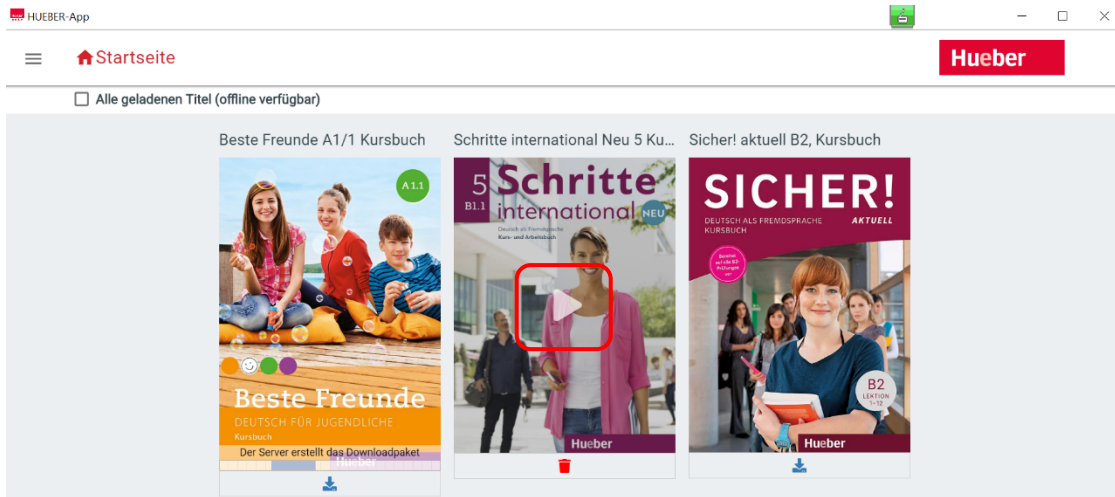 HUEBER-App
Startseite
Hueber
Alle geladenen Titel (offline verfügbar)
Beste Freunde A1/1 Kursbuch
Schritte international Neu 5 Ku...
Sicher! aktuell B2, Kursbuch
A 1.1
Beste Freunde
DEUTSCH FÜR JUGENDLICHE
Kursbuch
Der Server erstellt das Downloadpaket
Hueber
5
B1.1
Schritte
international
NEU
Deutsch als Fremdsprache
Kurs- und Arbeitsbuch
Hueber
SICHER!
DEUTSCH ALS FREMDSPRACHE
KURSBUCH
AKTUELL
B2
LEKTION
1–12
Hueber